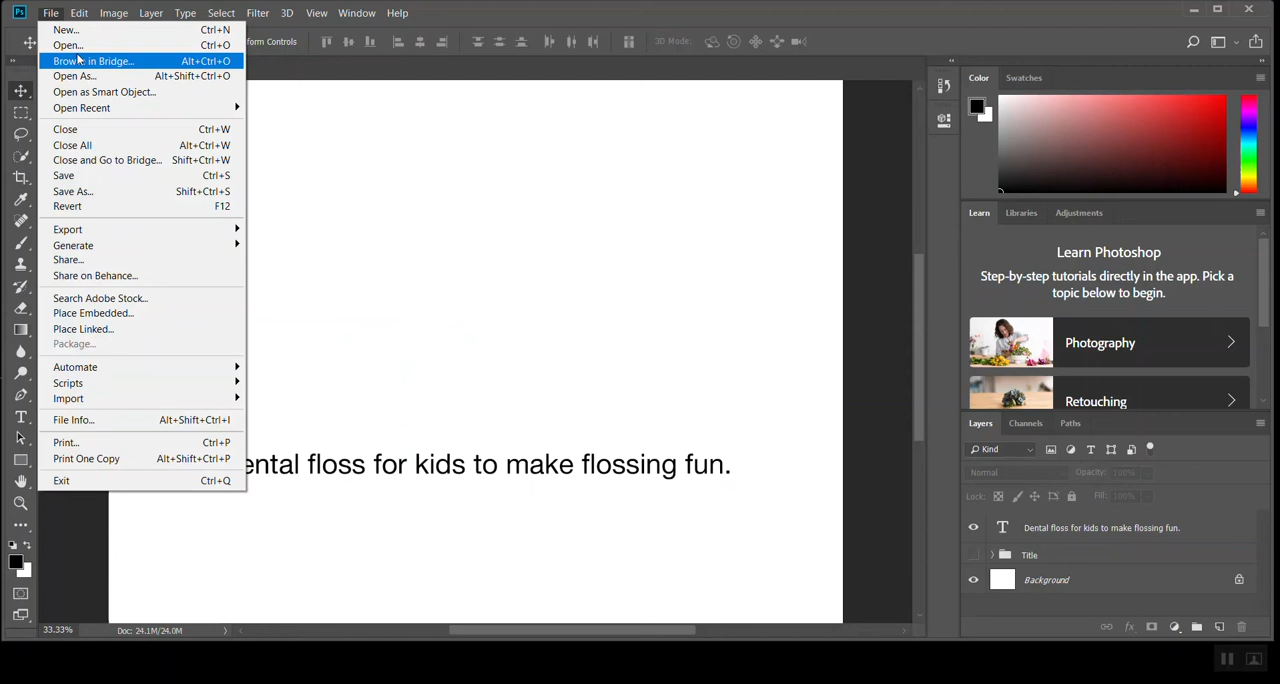 Ps File Edit Image Layer Type Select Filter 3D View Window Help
New... Ctrl+N
Open... Ctrl+O
Browse in Bridge... Alt+Ctrl+O
Open As... Alt+Shift+Ctrl+O
Open as Smart Object...
Open Recent
Close Ctrl+W
Close All Alt+Ctrl+W
Close and Go to Bridge... Shift+Ctrl+W
Save Ctrl+S
Save As... Shift+Ctrl+S
Revert F12
Export
Generate
Share...
Share on Behance...
Search Adobe Stock...
Place Embedded...
Place Linked...
Package...
Automate
Scripts
Import
File Info... Alt+Shift+Ctrl+I
Print... Ctrl+P
Print One Copy Alt+Shift+Ctrl+P
Exit Ctrl+Q
form Controls
3D Mode:
ental floss for kids to make flossing fun.
33.33% Doc: 24.1M/24.0M
Color Swatches
Learn Libraries Adjustments
Learn Photoshop
Step-by-step tutorials directly in the app. Pick a
topic below to begin.
Photography
Retouching
Layers Channels Paths
Kind
Normal Opacity: 100%
Lock: Fill: 100%
T Dental floss for kids to make flossing fun.
Title
Background
fx